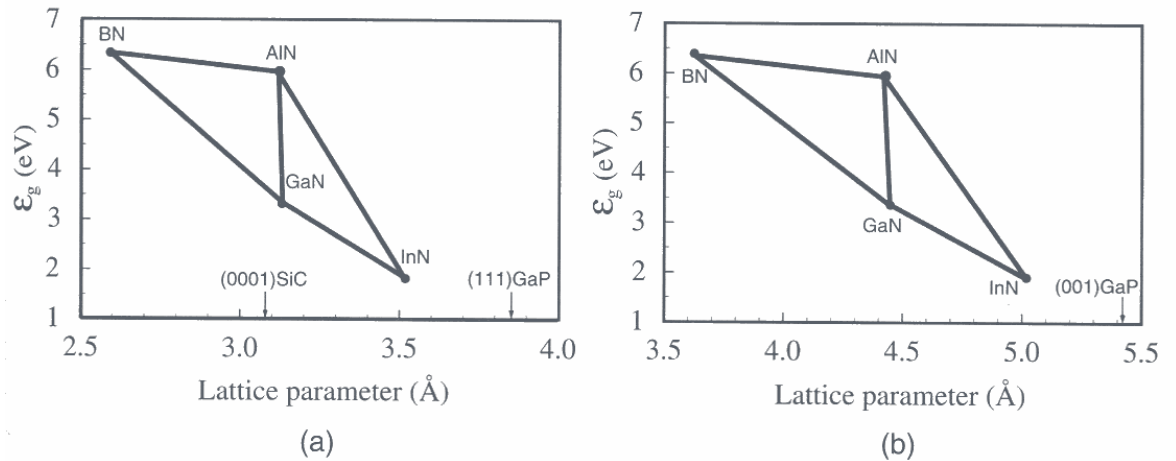 7
6
5
4
3
2
1
εg (eV)
BN
AlN
GaN
InN
(0001)SiC
(111)GaP
2.5
3.0
3.5
4.0
Lattice parameter (Å)
(a)
7
6
5
4
3
2
1
εg (eV)
BN
AlN
GaN
InN
(001)GaP
3.5
4.0
4.5
5.0
5.5
Lattice parameter (Å)
(b)